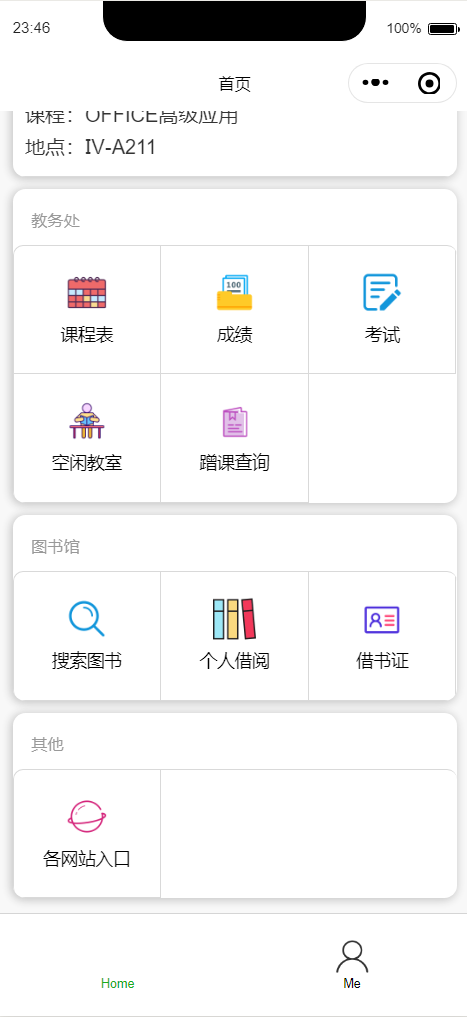 23:46
100%
首页
课程：OFFICE高级应用
地点：IV-A211
教务处
课程表
100
成绩
考试
空闲教室
蹭课查询
图书馆
搜索图书
个人借阅
借书证
其他
各网站入口
Home
Me